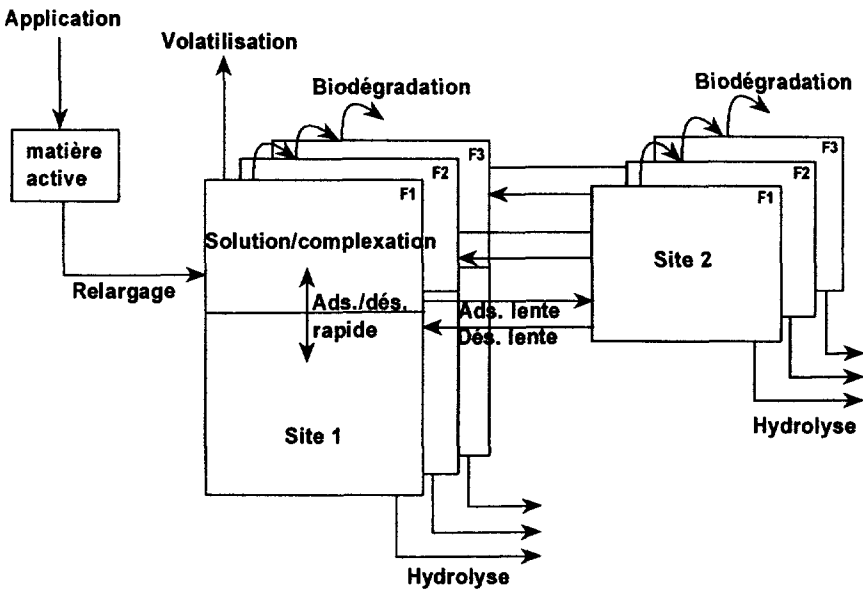 Application
Volatilisation
Biodégradation
Biodégradation
matière
active
F3
F2
F1
F3
F2
F1
Solution/complexation
Site 2
Relargage
Ads./dés.
rapide
Ads. lente
Dés. lente
Site 1
Hydrolyse
Hydrolyse